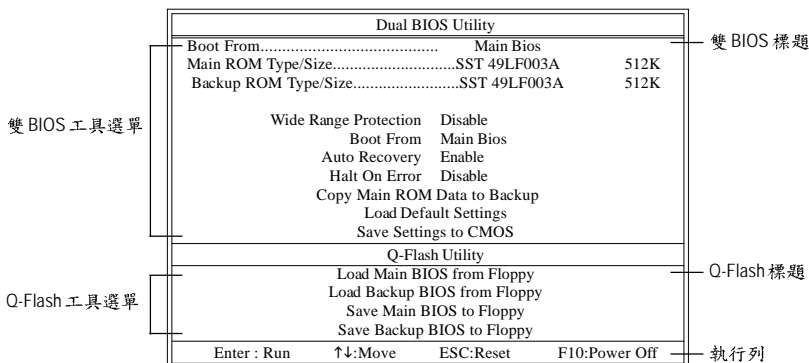 Dual BIOS Utility
雙 BIOS 標題
Boot From......................................... Main Bios
Main ROM Type/Size............................SST 49LF003A 512K
Backup ROM Type/Size.........................SST 49LF003A 512K
雙 BIOS 工具選單
Wide Range Protection Disable
Boot From Main Bios
Auto Recovery Enable
Halt On Error Disable
Copy Main ROM Data to Backup
Load Default Settings
Save Settings to CMOS
Q-Flash Utility
Q-Flash 標題
Load Main BIOS from Floppy
Load Backup BIOS from Floppy
Q-Flash 工具選單
Save Main BIOS to Floppy
Save Backup BIOS to Floppy
Enter : Run ↑↓:Move ESC:Reset F10:Power Off
執行列